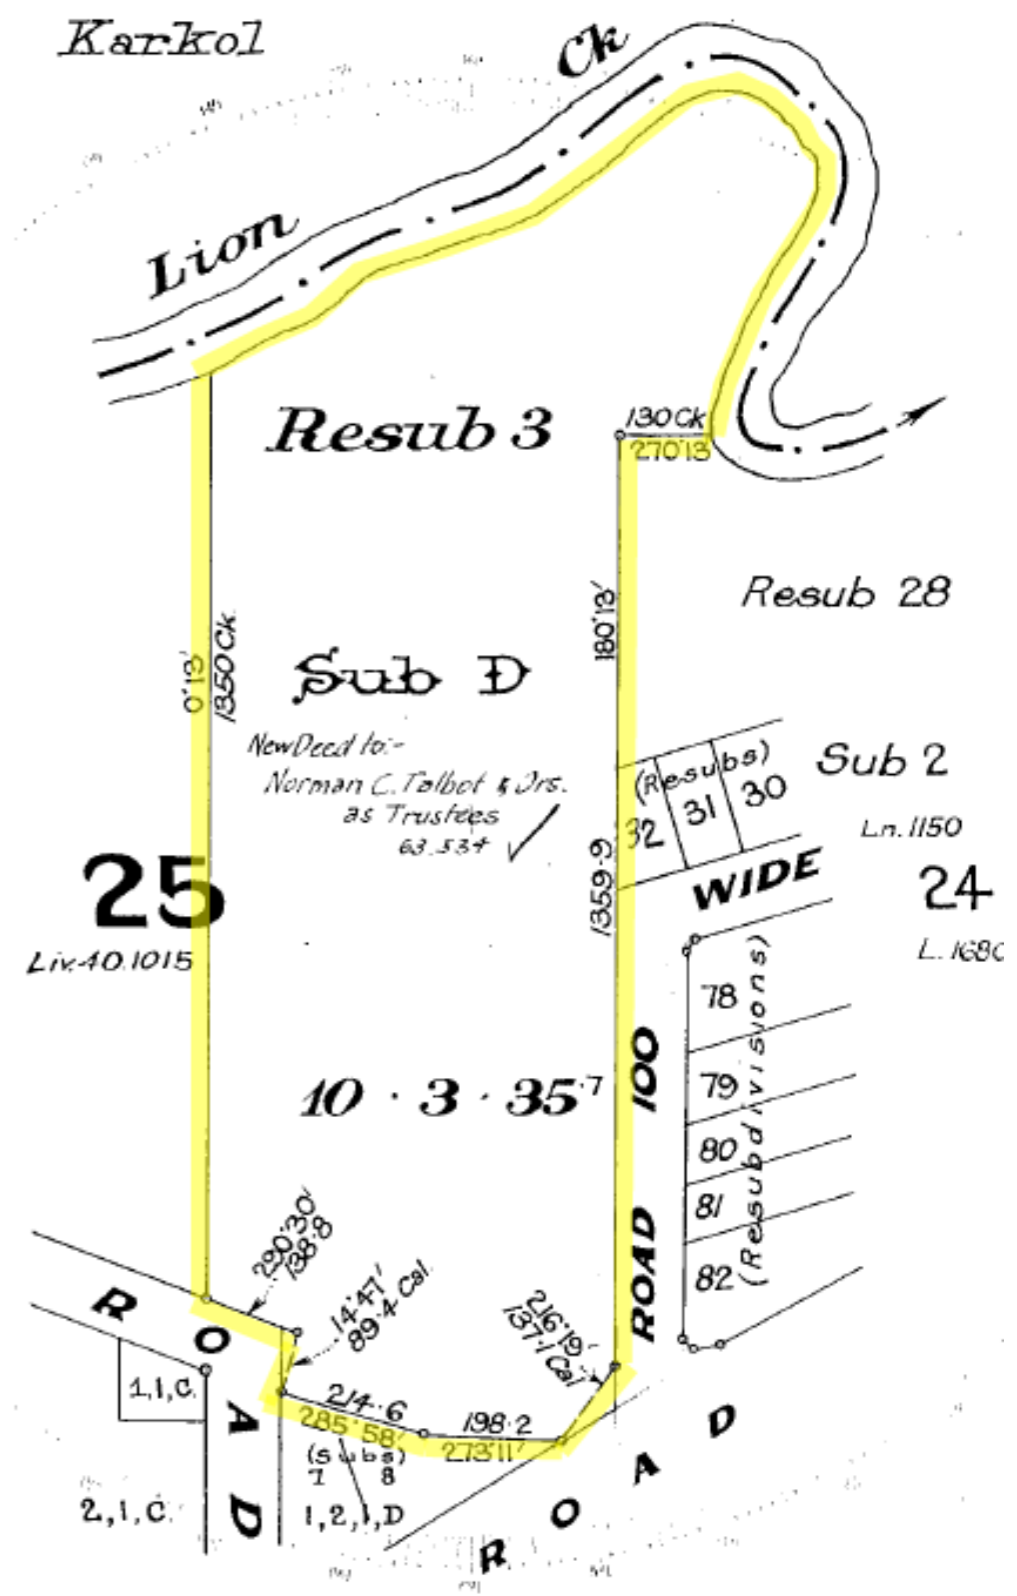 Karkol
Ck
Lion
Resub 3
130 Ck
270°13'
0°13'
1350 Ck.
180°13'
1359·9
Resub 28
Sub D
New Deed to:-
Norman C. Talbot & Ors.
as Trustees
63.534
(Resubs)
32
31
30
Sub 2
Ln. 1150
WIDE
25
24
Liv. 40.1015
L. 1680
78
79
80
81
82
(Resubdivisions)
10 · 3 · 35·7
ROAD 100
290°30'
138·8
14°47'
89·4 Cal.
216°19'
137·1 Cal
ROAD
1,1,C.
214·6
285°58'
198·2
273°11'
(Subs)
7 8
2,1,C.
1,2,1,D
ROAD